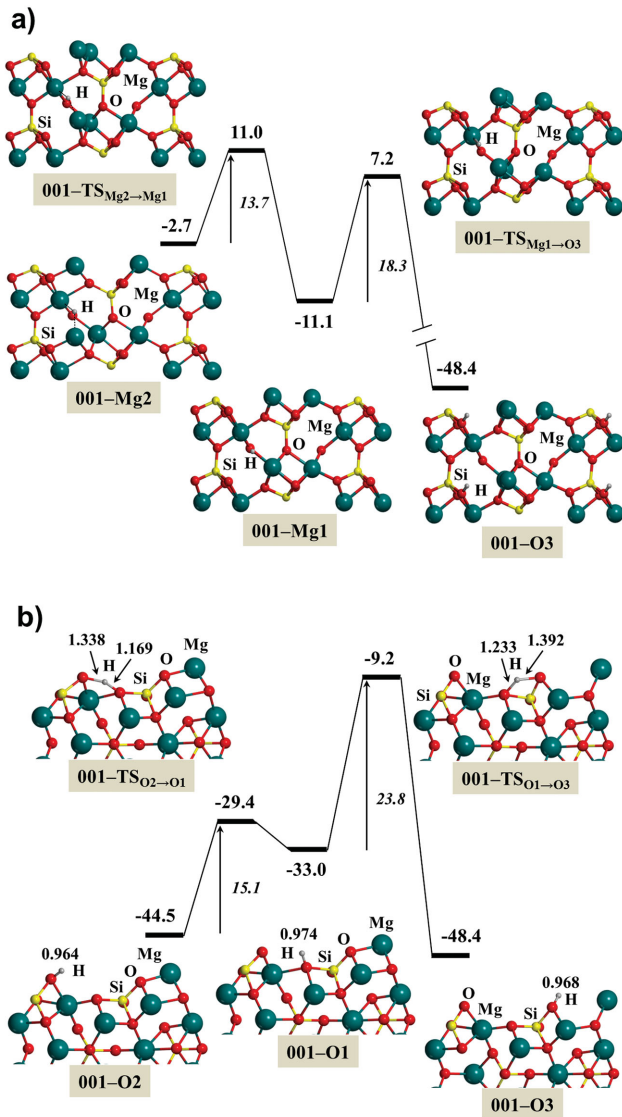 a)
H Mg
O
Si
001–TSMg2→Mg1
11.0
13.7
-2.7
7.2
18.3
-11.1
-48.4
H Mg
O
Si
001–TSMg1→O3
H Mg
O
Si
001–Mg2
Mg
O
Si H
001–Mg1
Mg
O
Si
H
001–O3
b)
1.338 1.169 Mg
H O
Si
001–TSO2→O1
-9.2
1.233 1.392
O H
Si Mg
001–TSO1→O3
-29.4
23.8
-33.0
15.1
-44.5
-48.4
0.964 Mg
H O
Si
001–O2
0.974 Mg
H O
Si
001–O1
0.968
O H
Mg Si
001–O3